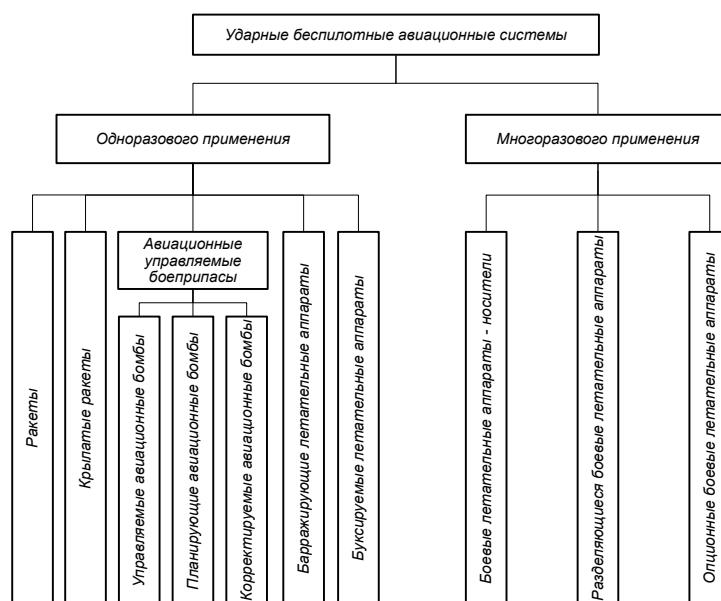 Ударные беспилотные авиационные системы
Одноразового применения
Многоразового применения
Ракеты
Крылатые ракеты
Авиационные
управляемые
боеприпасы
Управляемые авиационные бомбы
Планирующие авиационные бомбы
Корректируемые авиационные бомбы
Барражирующие летательные аппараты
Буксируемые летательные аппараты
Боевые летательные аппараты - носители
Разделяющиеся боевые летательные аппараты
Опционные боевые летательные аппараты